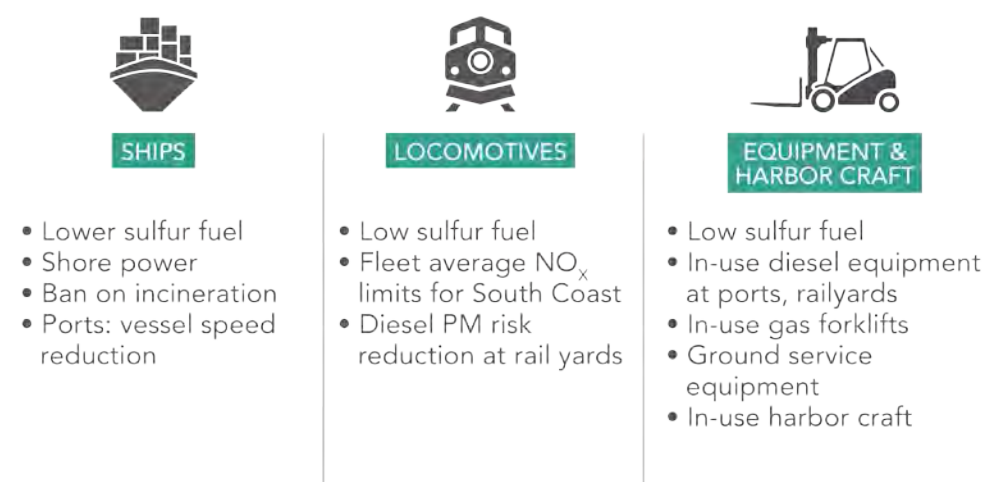 SHIPS
• Lower sulfur fuel
• Shore power
• Ban on incineration
• Ports: vessel speed
reduction
LOCOMOTIVES
• Low sulfur fuel
• Fleet average NOx
limits for South Coast
• Diesel PM risk
reduction at rail yards
EQUIPMENT &
HARBOR CRAFT
• Low sulfur fuel
• In-use diesel equipment
at ports, railyards
• In-use gas forklifts
• Ground service
equipment
• In-use harbor craft